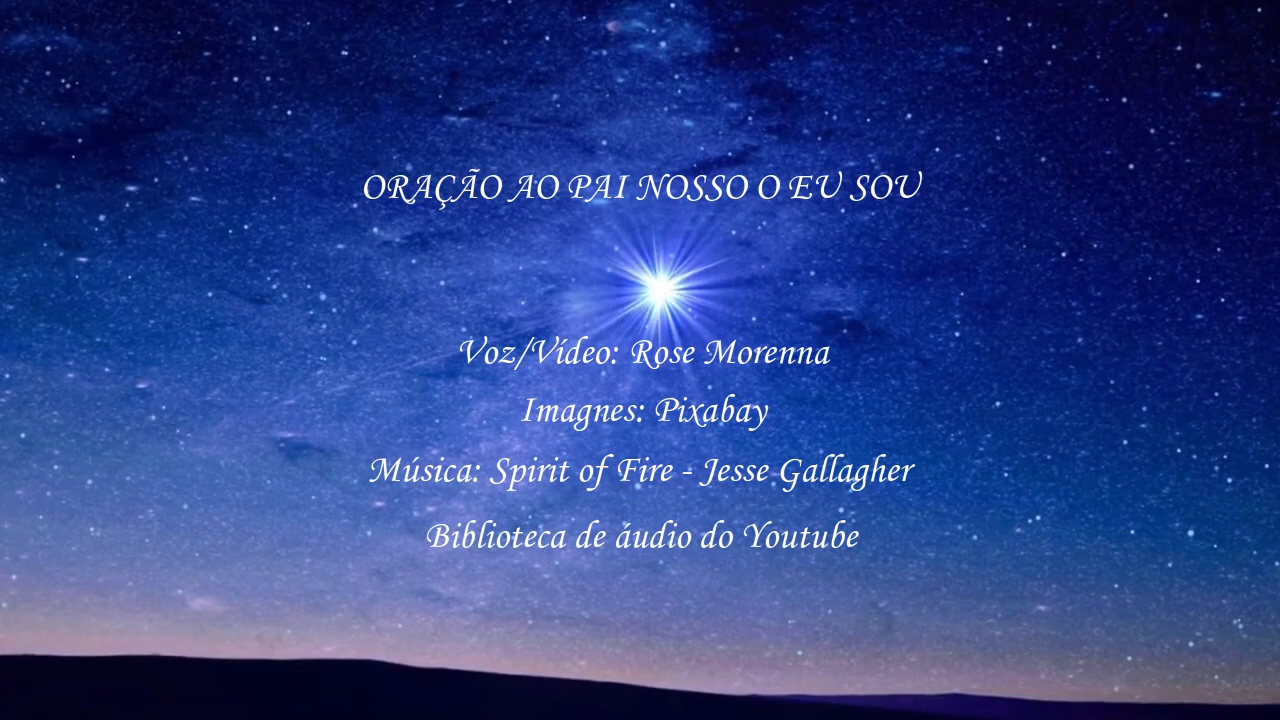 ORAÇÃO AO PAI NOSSO O EU SOU
Voz/Vídeo: Rose Morenna
Imagnes: Pixabay
Música: Spirit of Fire - Jesse Gallagher
Biblioteca de áudio do Youtube